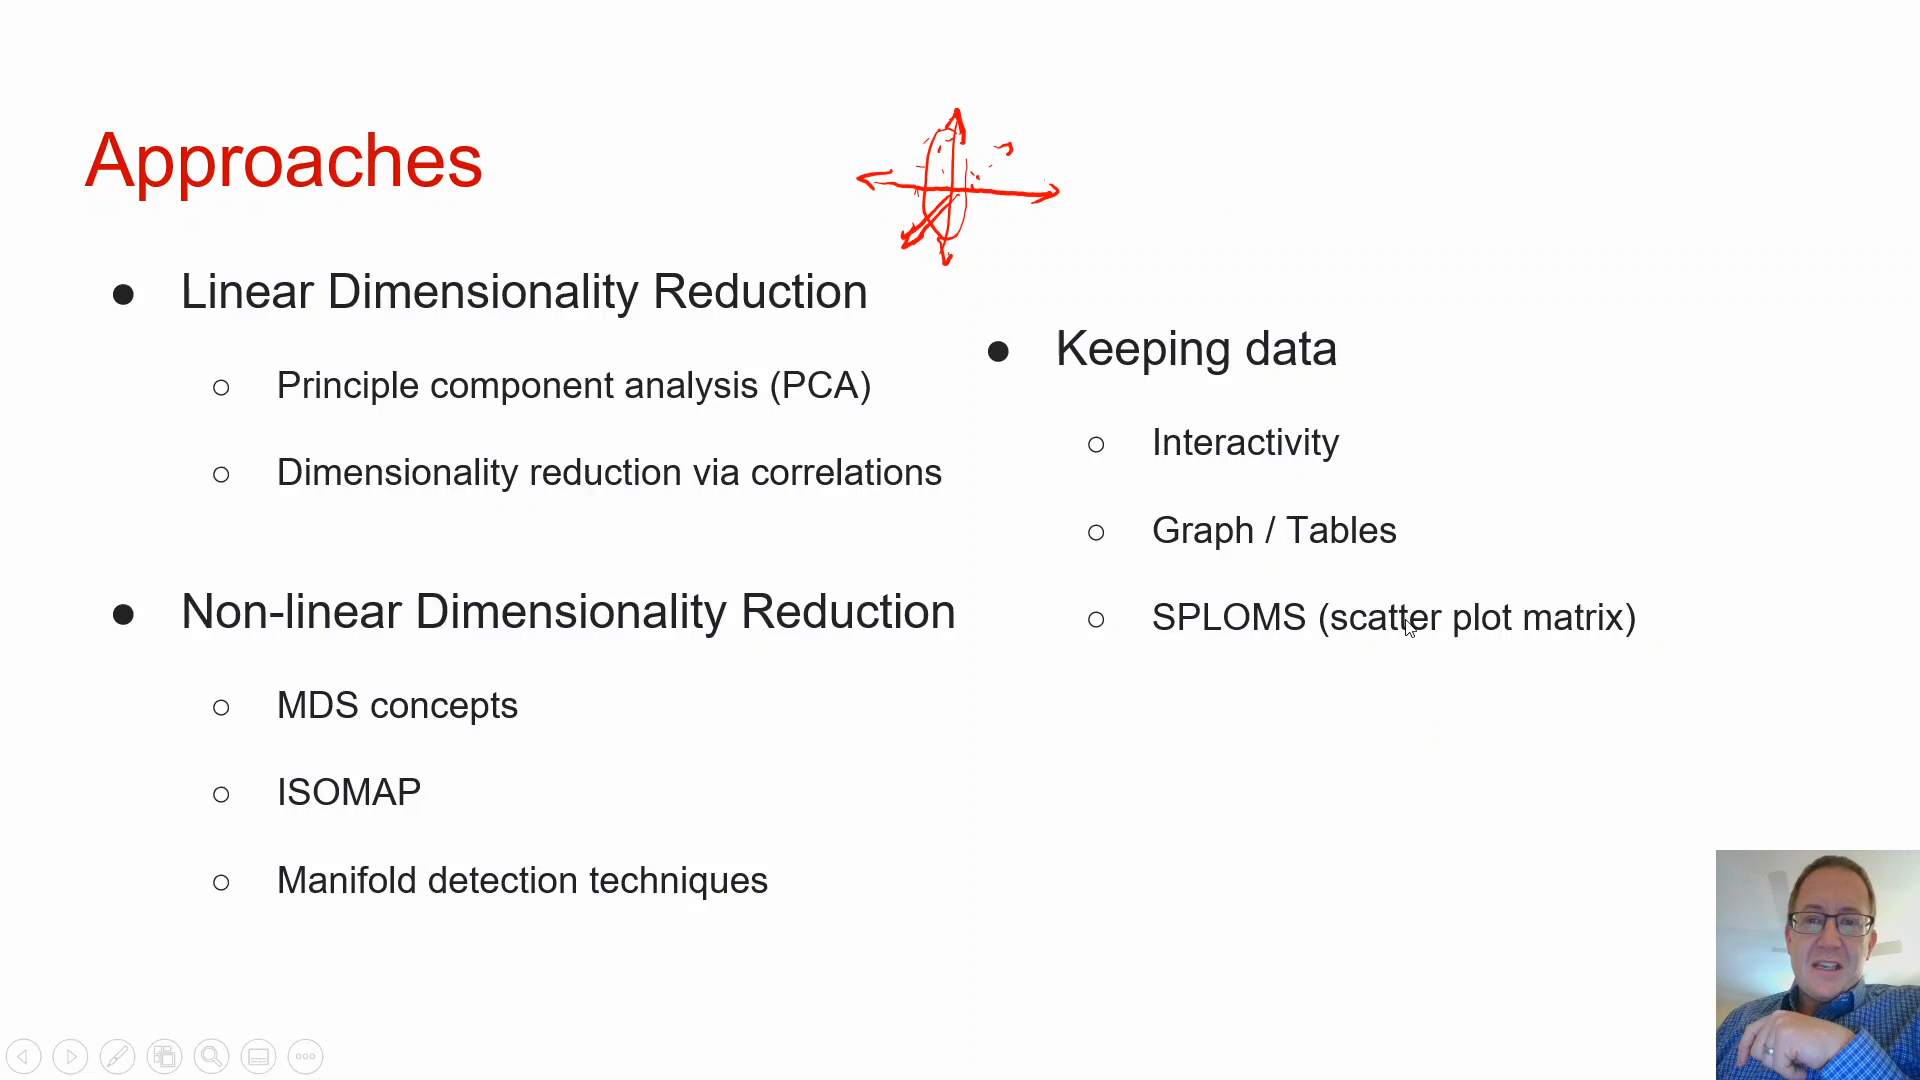 Approaches
Linear Dimensionality Reduction
Principle component analysis (PCA)
Dimensionality reduction via correlations
Non-linear Dimensionality Reduction
MDS concepts
ISOMAP
Manifold detection techniques
Keeping data
Interactivity
Graph / Tables
SPLOMS (scatter plot matrix)